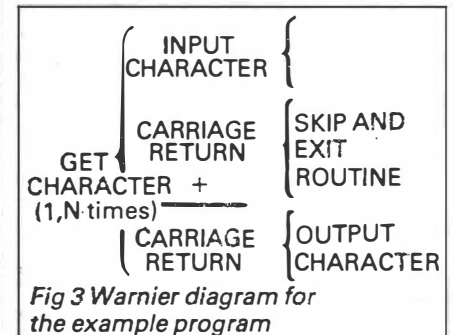 INPUT
CHARACTER
CARRIAGE
RETURN
SKIP AND
EXIT
ROUTINE
GET
CHARACTER +
(1,N times)
CARRIAGE
RETURN
OUTPUT
CHARACTER
Fig 3 Warnier diagram for
the example program